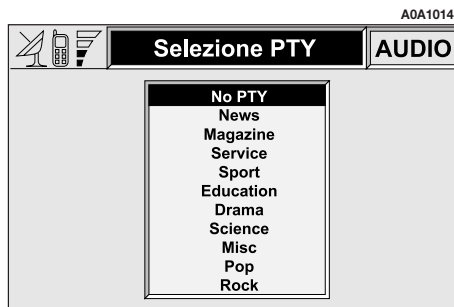 A0A1014
Selezione PTY
AUDIO
No PTY
News
Magazine
Service
Sport
Education
Drama
Science
Misc
Pop
Rock